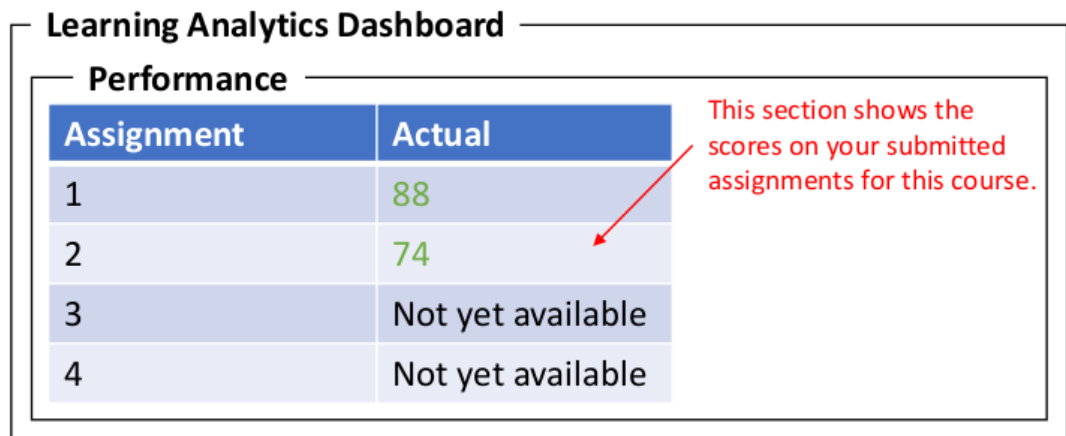 Learning Analytics Dashboard
Performance
Assignment Actual
This section shows the
scores on your submitted
assignments for this course.
1 88
2 74
3 Not yet available
4 Not yet available